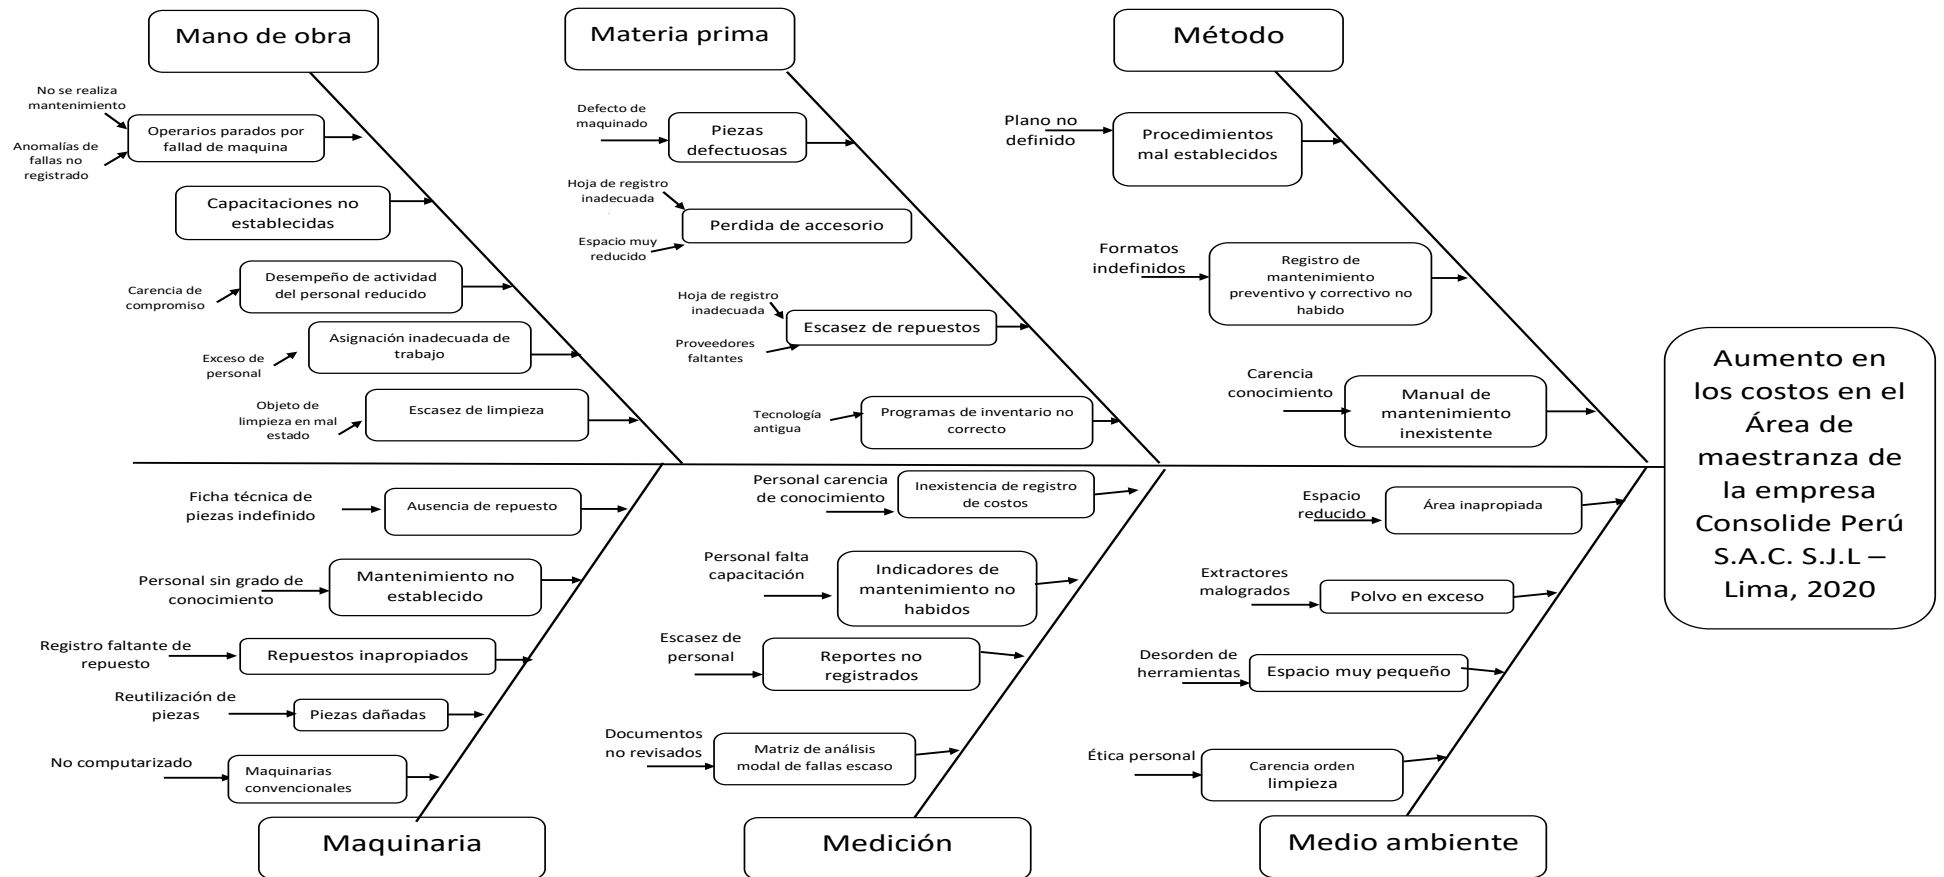 Mano de obra
No se realiza
mantenimiento
Anomalías de
fallas no
registrado
Operarios parados por
fallad de maquina
Capacitaciones no
establecidas
Carencia de
compromiso
Desempeño de actividad
del personal reducido
Exceso de
personal
Asignación inadecuada de
trabajo
Objeto de
limpieza en mal
estado
Escasez de limpieza
Materia prima
Defecto de
maquinado
Piezas
defectuosas
Hoja de registro
inadecuada
Espacio muy
reducido
Perdida de accesorio
Hoja de registro
inadecuada
Proveedores
faltantes
Escasez de repuestos
Tecnología
antigua
Programas de inventario no
correcto
Método
Plano no
definido
Procedimientos
mal establecidos
Formatos
indefinidos
Registro de
mantenimiento
preventivo y correctivo no
habido
Carencia
conocimiento
Manual de
mantenimiento
inexistente
Aumento en
los costos en el
Área de
maestranza de
la empresa
Consolide Perú
S.A.C. S.J.L –
Lima, 2020
Ficha técnica de
piezas indefinido
Ausencia de repuesto
Personal sin grado de
conocimiento
Mantenimiento no
establecido
Registro faltante de
repuesto
Repuestos inapropiados
Reutilización de
piezas
Piezas dañadas
No computarizado
Maquinarias
convencionales
Maquinaria
Personal carencia
de conocimiento
Inexistencia de registro
de costos
Personal falta
capacitación
Indicadores de
mantenimiento no
habidos
Escasez de
personal
Reportes no
registrados
Documentos
no revisados
Matriz de análisis
modal de fallas escaso
Medición
Espacio
reducido
Área inapropiada
Extractores
malogrados
Polvo en exceso
Desorden de
herramientas
Espacio muy pequeño
Ética personal
Carencia orden
limpieza
Medio ambiente